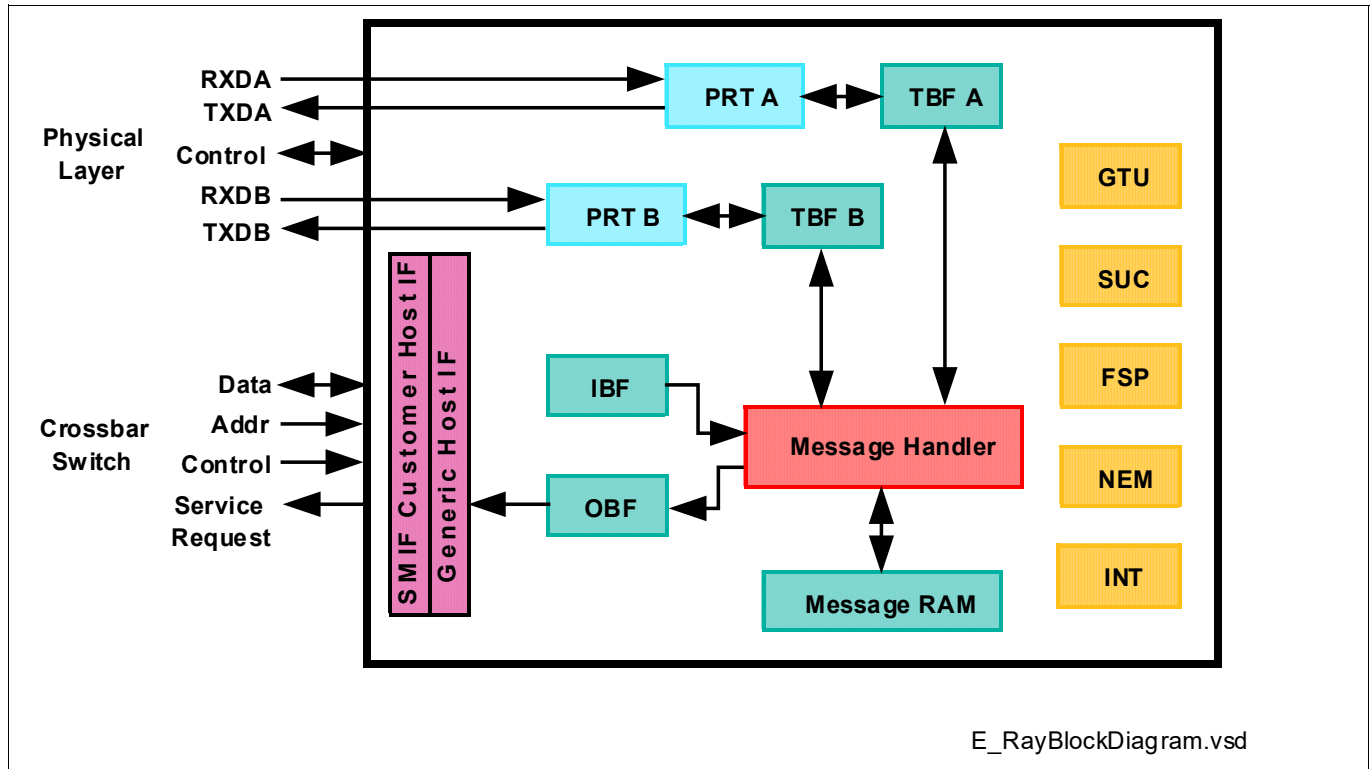 RXDA
TXDA
Physical
Layer
Control
RXDB
TXDB
PRT A
TBF A
PRT B
TBF B
GTU
SUC
FSP
NEM
INT
SMIF Customer Host IF
Generic Host IF
Crossbar
Switch
Data
Addr
Control
Service
Request
IBF
OBF
Message Handler
Message RAM
E_RayBlockDiagram.vsd